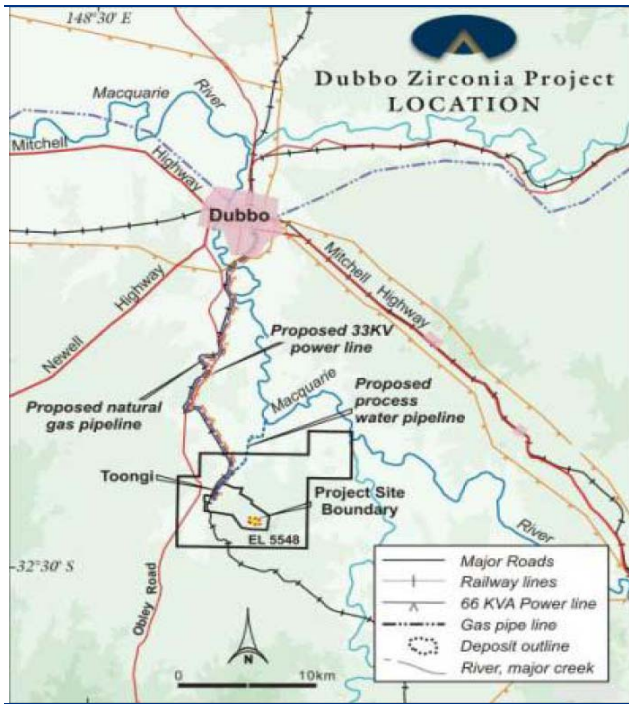 148°30' E
Dubbo Zirconia Project
LOCATION
Macquarie
River
Mitchell
Highway
Dubbo
Mitchell
Highway
Newell
Highway
Proposed 33KV
power line
Proposed natural
gas pipeline
Proposed
process
water pipeline
Macquarie
River
Toongi
Project Site
Boundary
EL 5548
32°30' S
Obley Road
N
0
10km
Major Roads
Railway lines
66 KVA Power line
Gas pipe line
Deposit outline
River, major creek